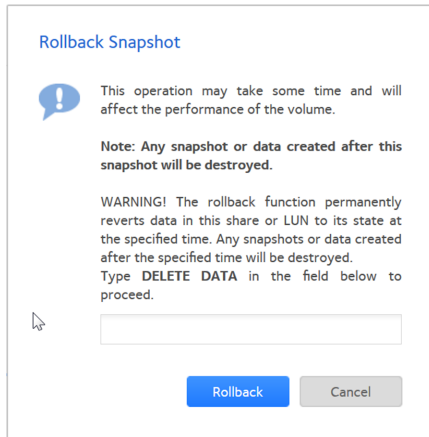 Rollback Snapshot
This operation may take some time and will
affect the performance of the volume.
Note: Any snapshot or data created after this
snapshot will be destroyed.
WARNING! The rollback function permanently
reverts data in this share or LUN to its state at
the specified time. Any snapshots or data created
after the specified time will be destroyed.
Type DELETE DATA in the field below to
proceed.
Rollback Cancel